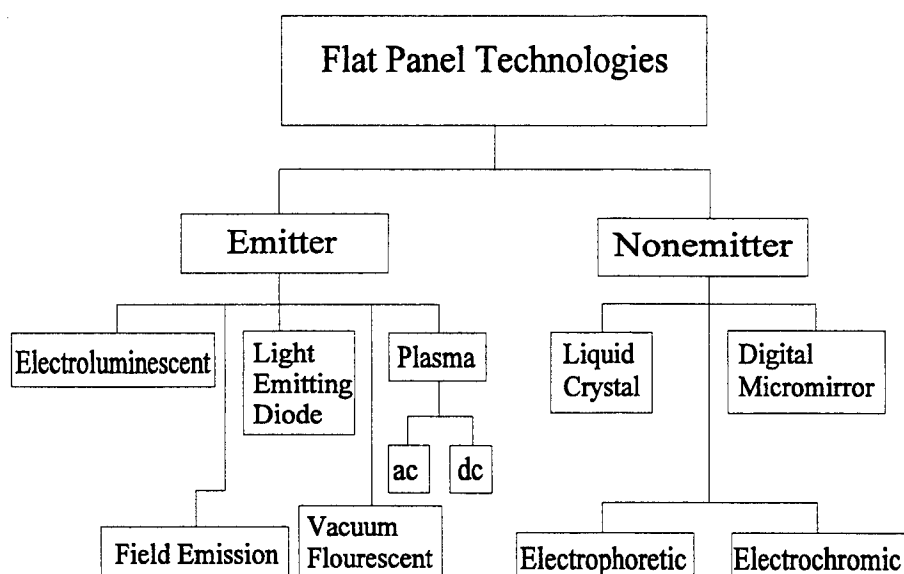 Flat Panel Technologies
Emitter
Nonemitter
Electroluminescent
Light
Emitting
Diode
Plasma
Liquid
Crystal
Digital
Micromirror
ac
dc
Field Emission
Vacuum
Flourescent
Electrophoretic
Electrochromic